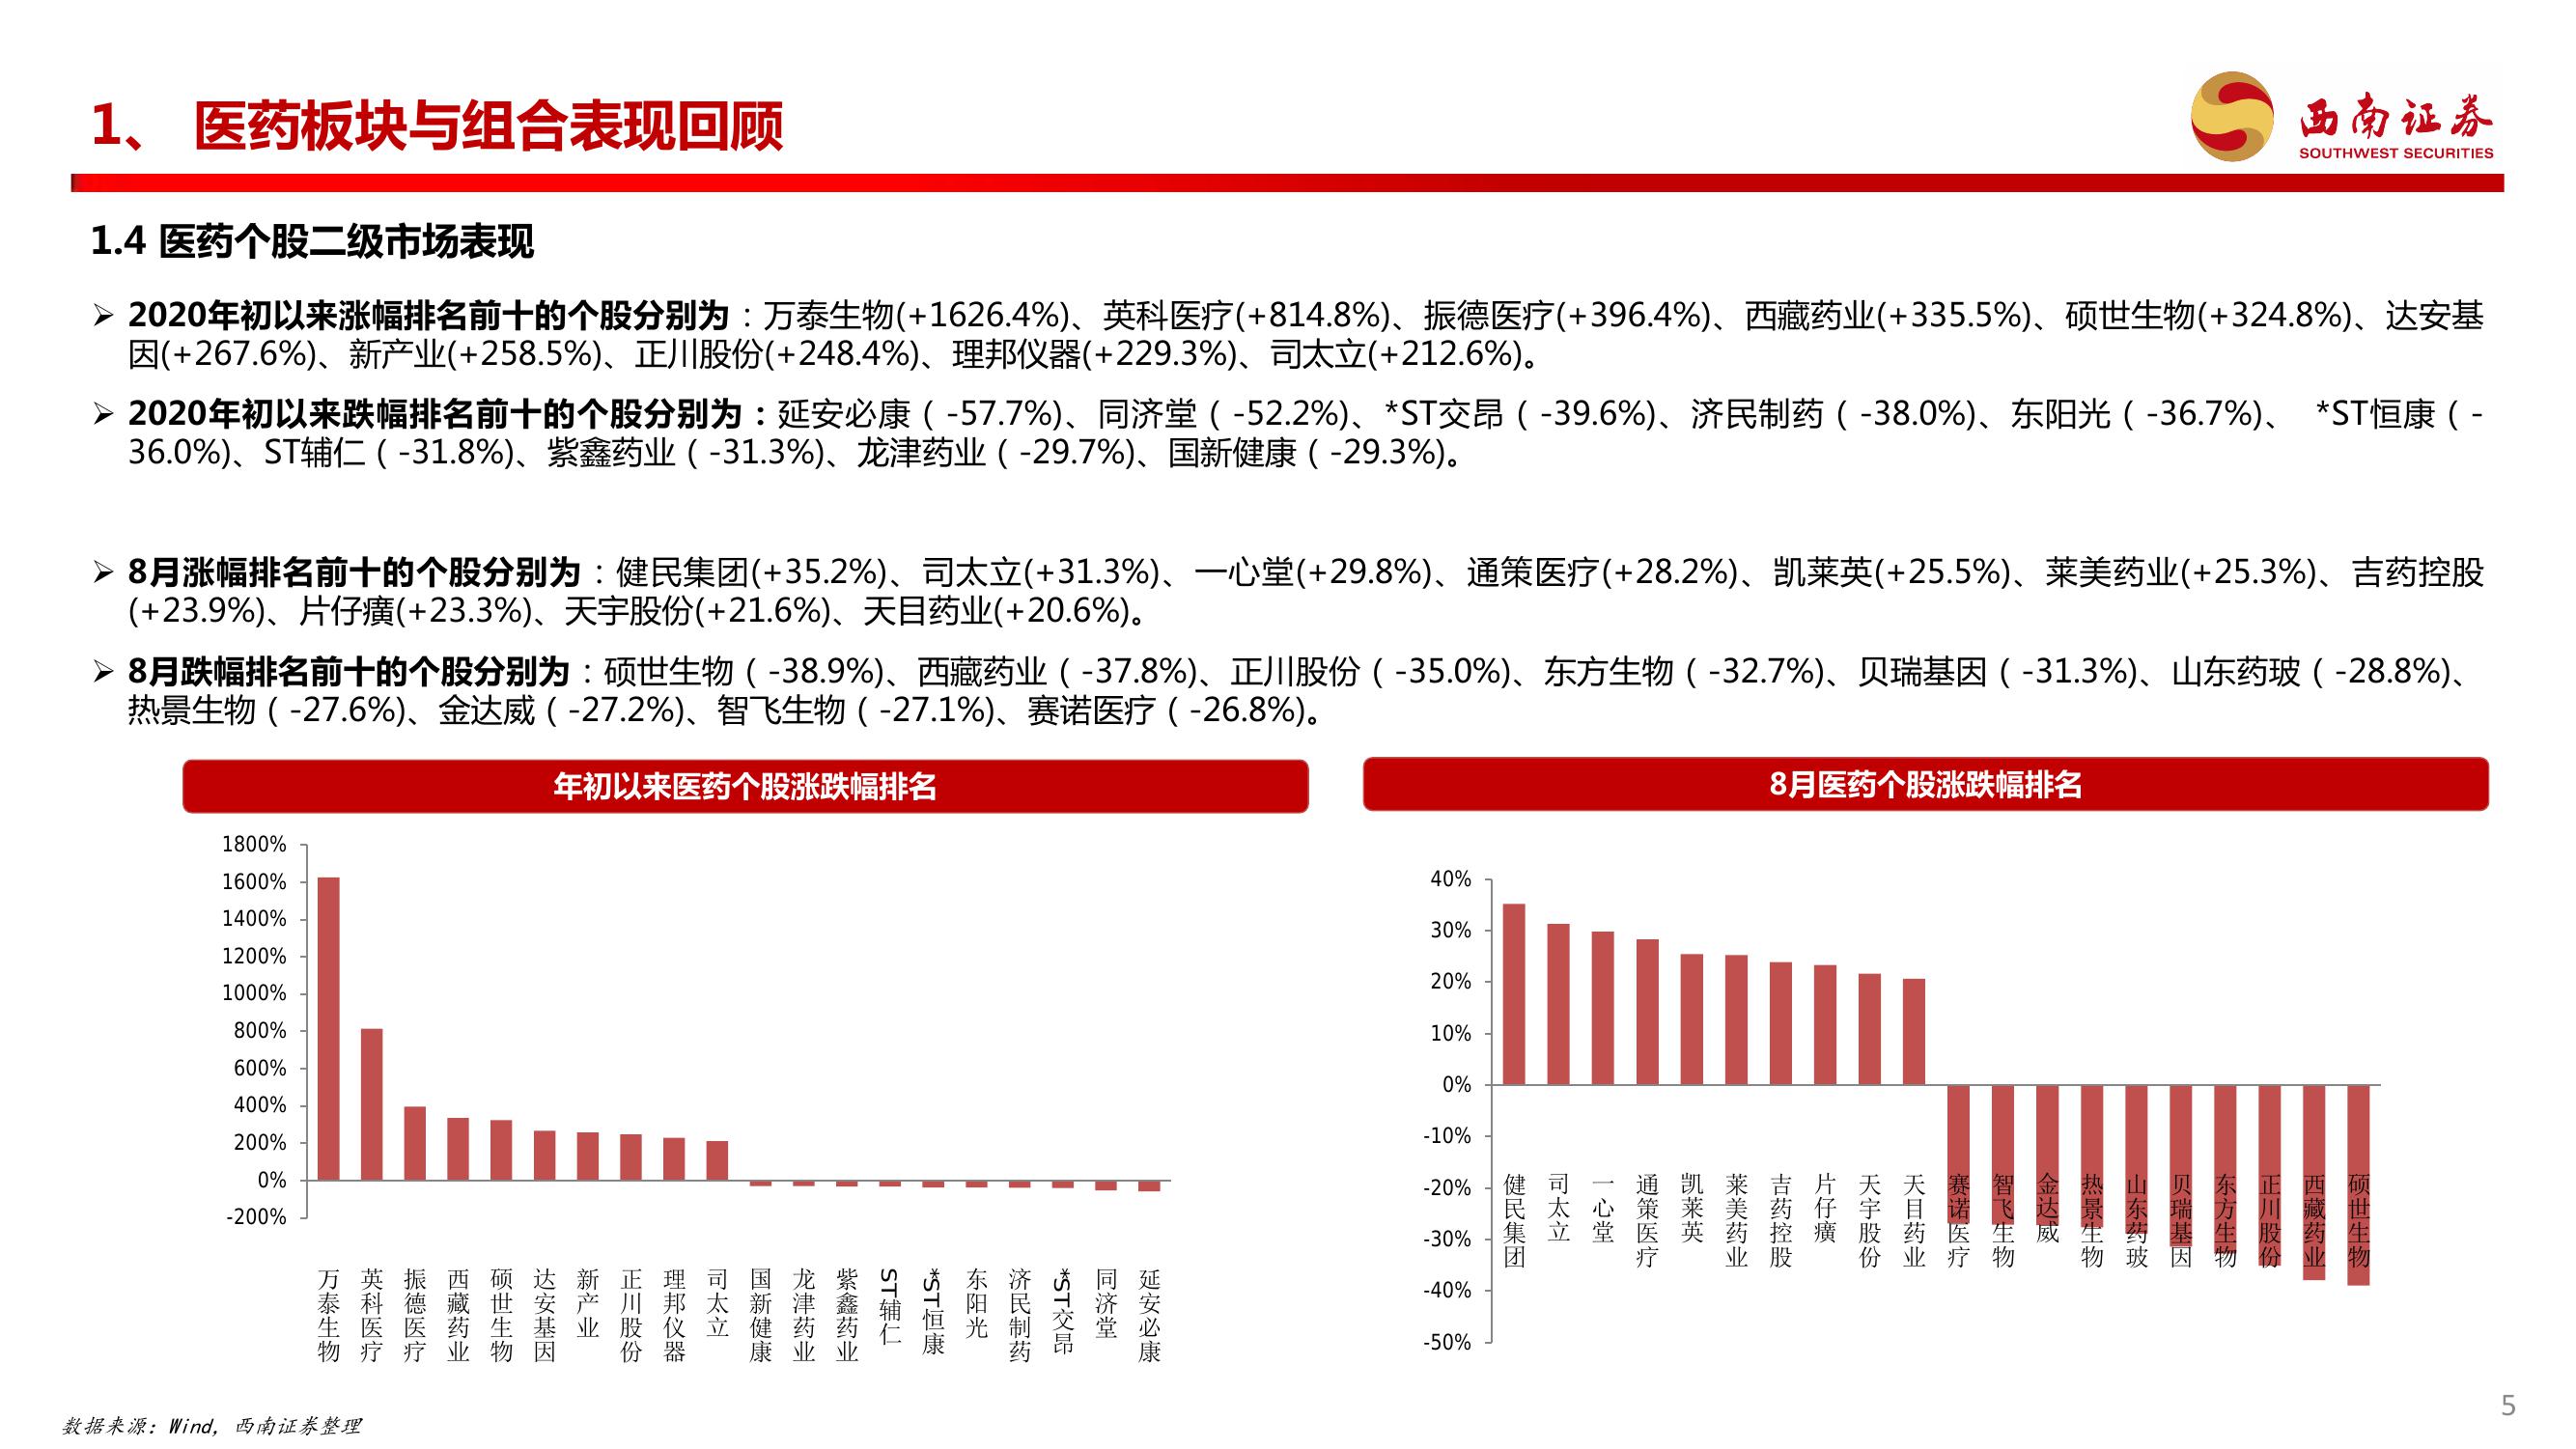 1、 医药板块与组合表现回顾
西南证券
SOUTHWEST SECURITIES
1.4 医药个股二级市场表现
➢ 2020年初以来涨幅排名前十的个股分别为：万泰生物(+1626.4%)、英科医疗(+814.8%)、振德医疗(+396.4%)、西藏药业(+335.5%)、硕世生物(+324.8%)、达安基
因(+267.6%)、新产业(+258.5%)、正川股份(+248.4%)、理邦仪器(+229.3%)、司太立(+212.6%)。
➢ 2020年初以来跌幅排名前十的个股分别为：延安必康（ -57.7%)、同济堂（ -52.2%)、*ST交昂（ -39.6%)、济民制药（ -38.0%)、东阳光（ -36.7%)、 *ST恒康（ -
36.0%)、ST辅仁（ -31.8%)、紫鑫药业（ -31.3%)、龙津药业（ -29.7%)、国新健康（ -29.3%)。
➢ 8月涨幅排名前十的个股分别为：健民集团(+35.2%)、司太立(+31.3%)、一心堂(+29.8%)、通策医疗(+28.2%)、凯莱英(+25.5%)、莱美药业(+25.3%)、吉药控股
(+23.9%)、片仔癀(+23.3%)、天宇股份(+21.6%)、天目药业(+20.6%)。
➢ 8月跌幅排名前十的个股分别为：硕世生物（ -38.9%)、西藏药业（ -37.8%)、正川股份（ -35.0%)、东方生物（ -32.7%)、贝瑞基因（ -31.3%)、山东药玻（ -28.8%)、
热景生物（ -27.6%)、金达威（ -27.2%)、智飞生物（ -27.1%)、赛诺医疗（ -26.8%)。
年初以来医药个股涨跌幅排名
1800%
1600%
1400%
1200%
1000%
800%
600%
400%
200%
0%
-200%
万泰生物
英科医疗
振德医疗
西藏药业
硕世生物
达安基因
新产业
正川股份
理邦仪器
司太立
国新健康
龙津药业
紫鑫药业
ST辅仁
*ST恒康
东阳光
济民制药
*ST交昂
同济堂
延安必康
8月医药个股涨跌幅排名
40%
30%
20%
10%
0%
-10%
-20%
-30%
-40%
-50%
健民集团
司太立
一心堂
通策医疗
凯莱英
莱美药业
吉药控股
片仔癀
天宇股份
天目药业
赛诺医疗
智飞生物
金达威
热景生物
山东药玻
贝瑞基因
东方生物
正川股份
西藏药业
硕世生物
数据来源：Wind，西南证券整理
5